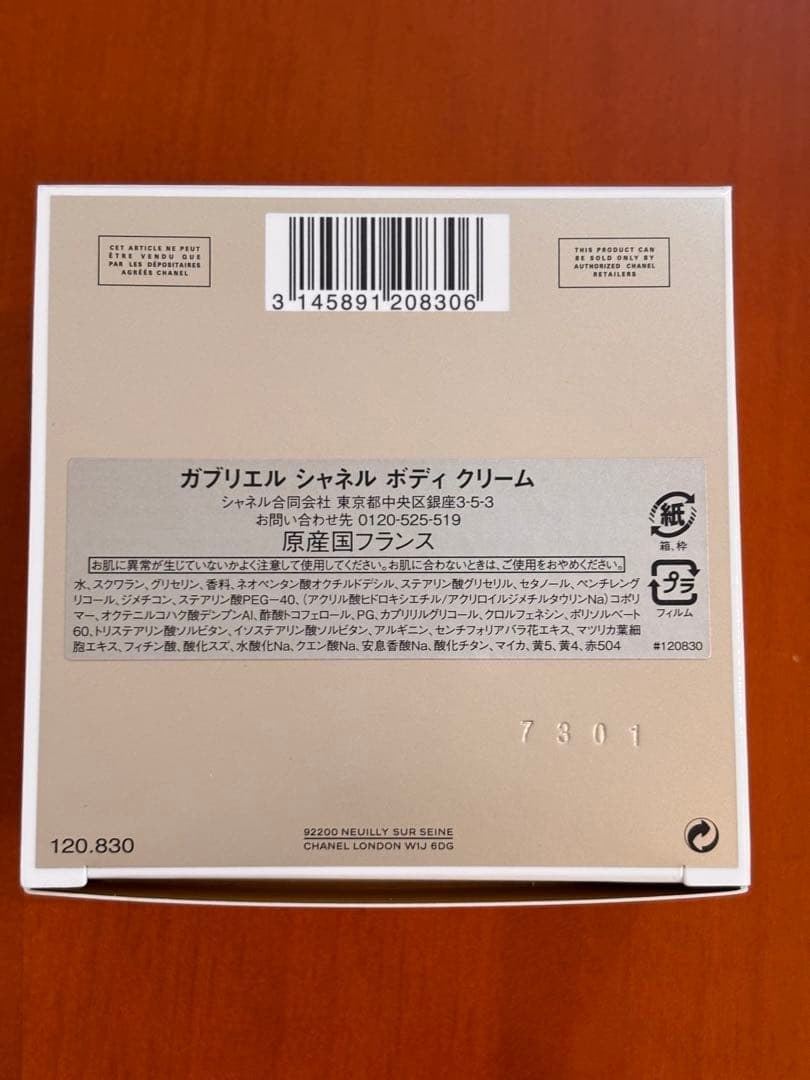 CET ARTICLE NE PEUT
ÊTRE VENDU QUE
PAR LES DÉPOSITAIRES
AGRÉÉS CHANEL
3 145891 208306
THIS PRODUCT CAN
BE SOLD ONLY BY
AUTHORIZED CHANEL
RETAILERS
ガブリエル シャネル ボディ クリーム
シャネル合同会社 東京都中央区銀座3-5-3
お問い合わせ先 0120-525-519
原産国フランス
お肌に異常が生じていないかよく注意して使用してください。お肌に合わないときは、ご使用をおやめください。
水、スクワラン、グリセリン、香料、ネオペンタン酸オクチルドデシル、ステアリン酸グリセリル、セタノール、ペンチレング
リコール、ジメチコン、ステアリン酸PEG-40、(アクリル酸ヒドロキシエチル/アクリロイルジメチルタウリンNa)コポリ
マー、オクテニルコハク酸デンプンAl、酢酸トコフェロール、PG、カプリリルグリコール、クロルフェネシン、ポリソルベート
60、トリステアリン酸ソルビタン、イソステアリン酸ソルビタン、アルギニン、センチフォリアバラ花エキス、マツリカ葉細
胞エキス、フィチン酸、酸化スズ、水酸化Na、クエン酸Na、安息香酸Na、酸化チタン、マイカ、黄5、黄4、赤504
紙
箱、枠
プラ
フィルム
#120830
7301
120.830
92200 NEUILLY SUR SEINE
CHANEL LONDON W1J 6DG